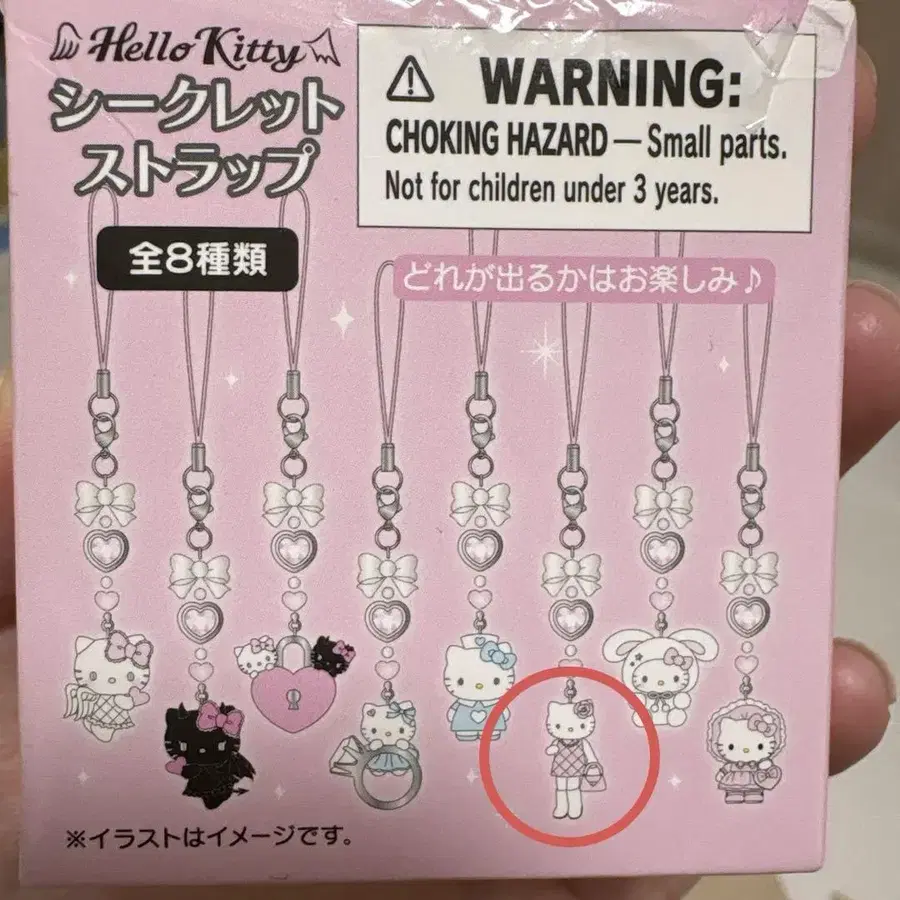 Hello Kitty
シークレット
ストラップ
全8種類
WARNING:
CHOKING HAZARD — Small parts.
Not for children under 3 years.
どれが出るかはお楽しみ♪
※イラストはイメージです。